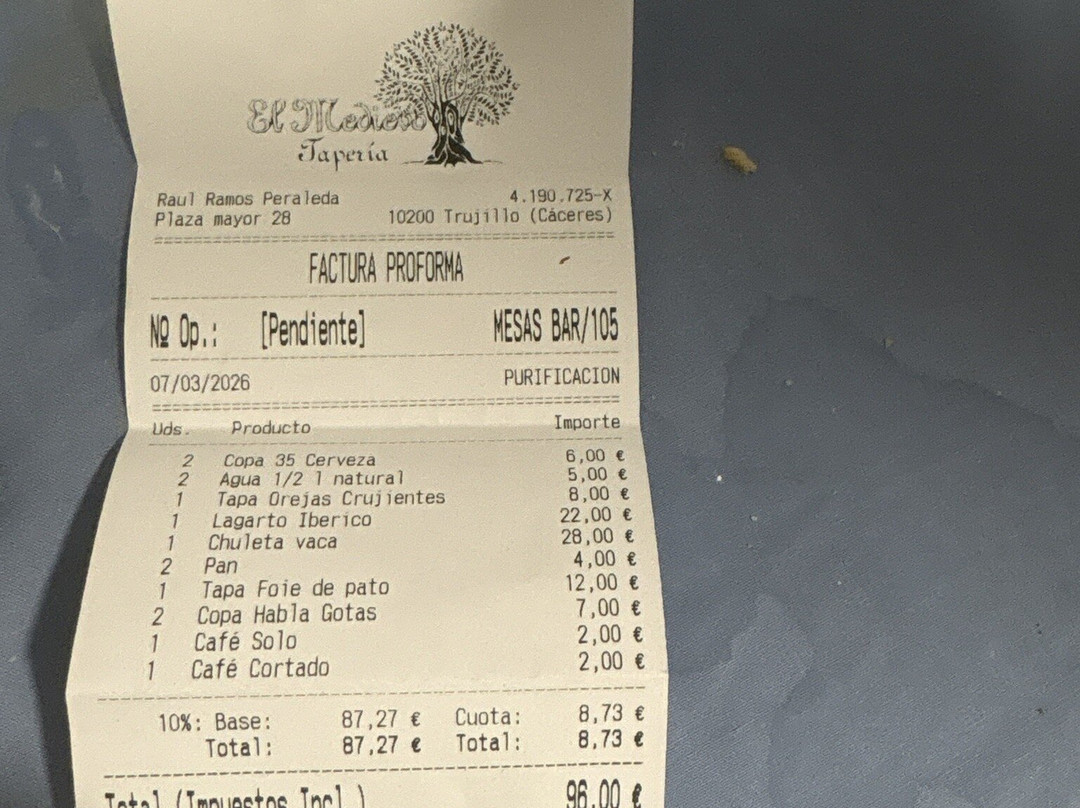 El Medievo
Tapería
Raul Ramos Peraleda 4.190.725-X
Plaza mayor 28 10200 Trujillo (Cáceres)
FACTURA PROFORMA
Nº Op.: [Pendiente] MESAS BAR/105
07/03/2026 PURIFICACION
Uds. Producto Importe
2 Copa 35 Cerveza 6,00 €
2 Agua 1/2 l natural 5,00 €
1 Tapa Orejas Crujientes 8,00 €
1 Lagarto Iberico 22,00 €
1 Chuleta vaca 28,00 €
2 Pan 4,00 €
1 Tapa Foie de pato 12,00 €
2 Copa Habla Gotas 7,00 €
1 Café Solo 2,00 €
1 Café Cortado 2,00 €
10%: Base: 87,27 € Cuota: 8,73 €
Total: 87,27 € Total: 8,73 €
Total (Impuestos Incl.) 96,00 €